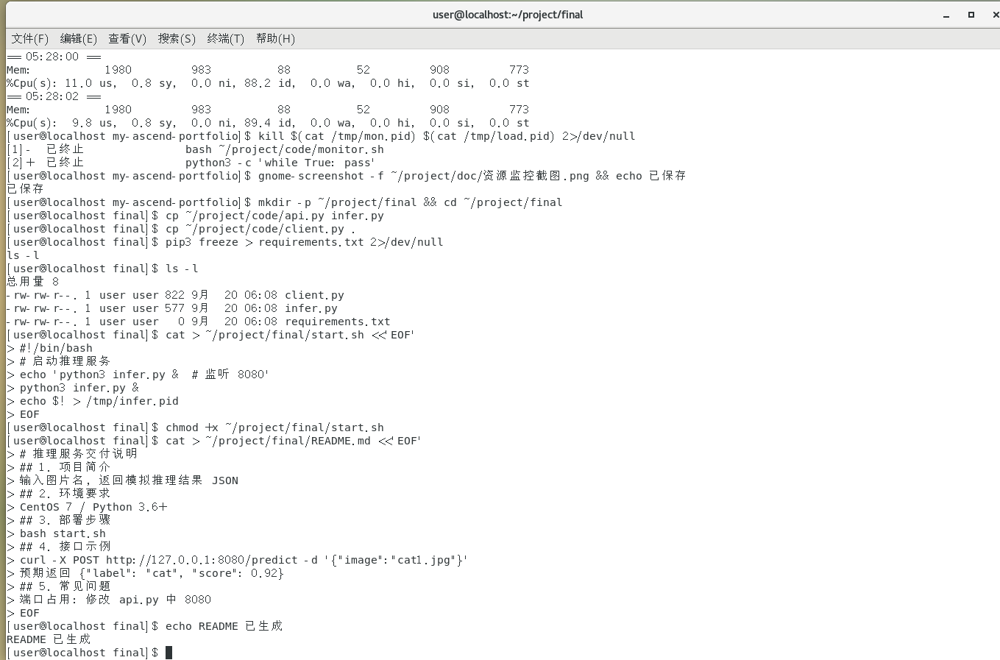 user@localhost:~/project/final
文件(F) 编辑(E) 查看(V) 搜索(S) 终端(T) 帮助(H)
== 05:28:00 ==
Mem: 1980 983 88 52 908 773
%Cpu(s): 11.0 us, 0.8 sy, 0.0 ni, 88.2 id, 0.0 wa, 0.0 hi, 0.0 si, 0.0 st
== 05:28:02 ==
Mem: 1980 983 88 52 908 773
%Cpu(s): 9.8 us, 0.8 sy, 0.0 ni, 89.4 id, 0.0 wa, 0.0 hi, 0.0 si, 0.0 st
[user@localhost my-ascend-portfolio]$ kill $(cat /tmp/mon.pid) $(cat /tmp/load.pid) 2>/dev/null
[1]- 已终止 bash ~/project/code/monitor.sh
[2]+ 已终止 python3 -c 'while True: pass'
[user@localhost my-ascend-portfolio]$ gnome-screenshot -f ~/project/doc/资源监控截图.png && echo 已保存
已保存
[user@localhost my-ascend-portfolio]$ mkdir -p ~/project/final && cd ~/project/final
[user@localhost final]$ cp ~/project/code/api.py infer.py
[user@localhost final]$ cp ~/project/code/client.py .
[user@localhost final]$ pip3 freeze > requirements.txt 2>/dev/null
ls -l
[user@localhost final]$ ls -l
总用量 8
-rw-rw-r--. 1 user user 822 9月 20 06:08 client.py
-rw-rw-r--. 1 user user 577 9月 20 06:08 infer.py
-rw-rw-r--. 1 user user 0 9月 20 06:08 requirements.txt
[user@localhost final]$ cat > ~/project/final/start.sh <<'EOF'
> #!/bin/bash
> # 启动推理服务
> echo 'python3 infer.py & # 监听 8080'
> python3 infer.py &
> echo $! > /tmp/infer.pid
> EOF
[user@localhost final]$ chmod +x ~/project/final/start.sh
[user@localhost final]$ cat > ~/project/final/README.md <<'EOF'
> # 推理服务交付说明
> ## 1. 项目简介
> 输入图片名，返回模拟推理结果 JSON
> ## 2. 环境要求
> CentOS 7 / Python 3.6+
> ## 3. 部署步骤
> bash start.sh
> ## 4. 接口示例
> curl -X POST http://127.0.0.1:8080/predict -d '{"image":"cat1.jpg"}'
> 预期返回 {"label": "cat", "score": 0.92}
> ## 5. 常见问题
> 端口占用：修改 api.py 中 8080
> EOF
[user@localhost final]$ echo README 已生成
README 已生成
[user@localhost final]$